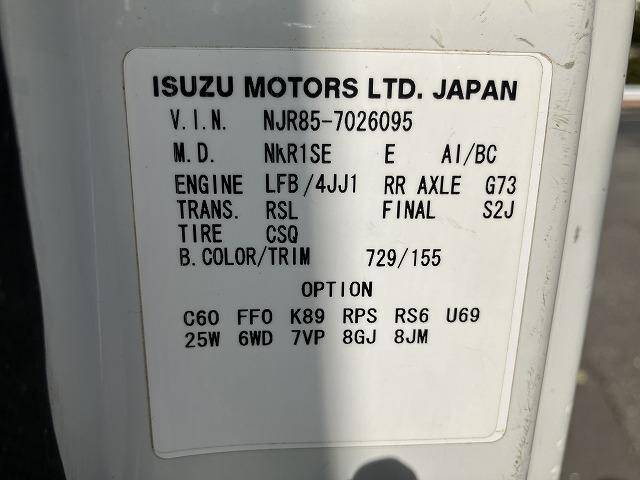 ISUZU MOTORS LTD. JAPAN
V.I.N. NJR85-7026095
M.D. NKR1SE E AI/BC
ENGINE LFB/4JJ1 RR AXLE G73
TRANS. RSL FINAL S2J
TIRE CSQ
B.COLOR/TRIM 729/155
OPTION
C60 FF0 K89 RPS RS6 U69
25W 6WD 7VP 8GJ 8JM